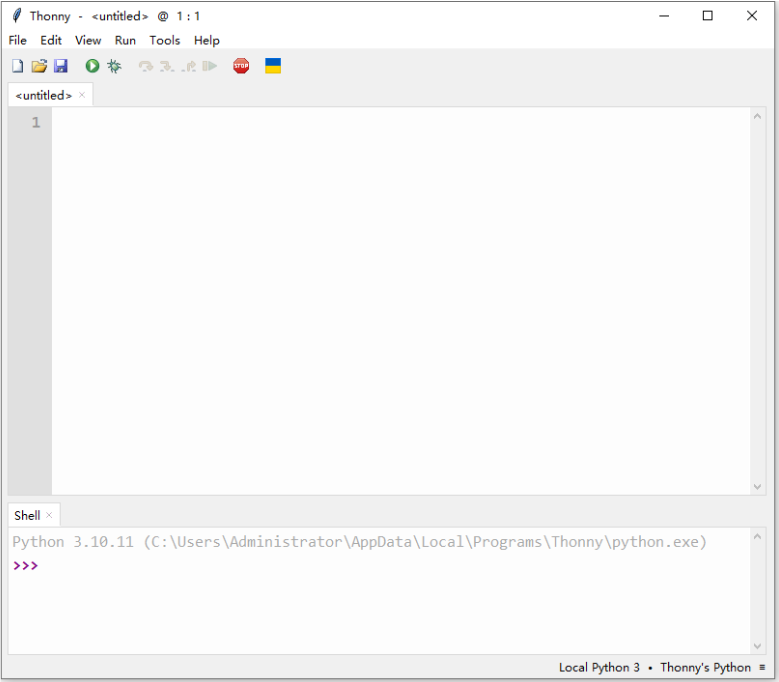 Thonny - <untitled> @ 1 : 1
File Edit View Run Tools Help
STOP
<untitled> ×
1
Shell ×
Python 3.10.11 (C:\Users\Administrator\AppData\Local\Programs\Thonny\python.exe)
>>>
Local Python 3 • Thonny's Python ≡